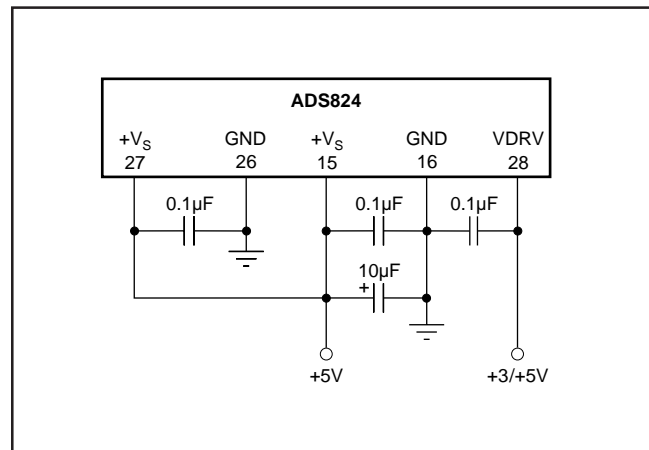 ADS824
+VS GND +VS GND VDRV
27 26 15 16 28
0.1µF 0.1µF 0.1µF
10µF
+
+5V +3/+5V